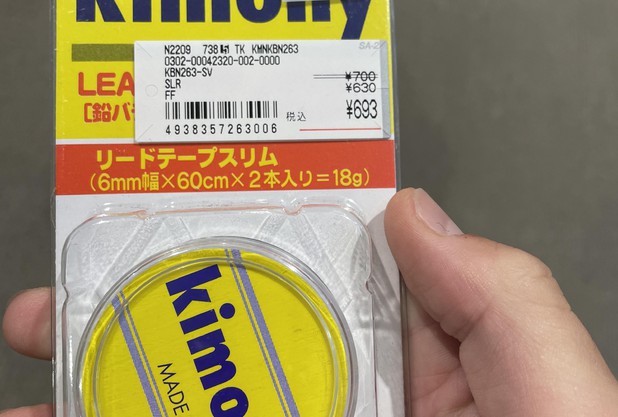 kimony
N2209 738 TK KMNKBN263
0302-00042320-002-0000
KBN263-SV
SLR
FF
SA-2
¥700
¥630
税込 ¥693
4938357263006
LEA
[鉛バ
リードテープスリム
(6mm幅×60cm×2本入り=18g)
kimo
MADE